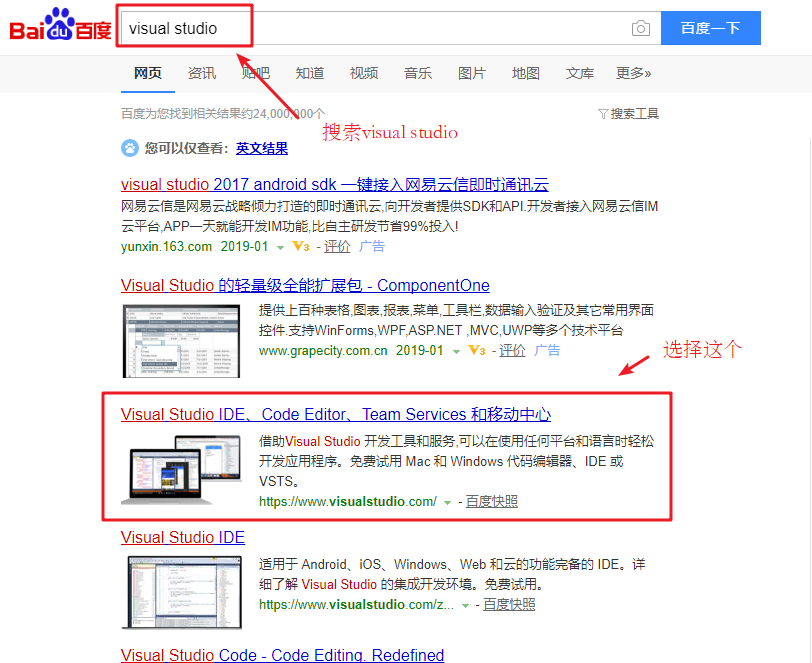 Bai du 百度
visual studio
百度一下
网页 资讯 贴吧 知道 视频 音乐 图片 地图 文库 更多»
百度为您找到相关结果约24,000,000个
搜索工具
搜索visual studio
您可以仅查看：英文结果
visual studio 2017 android sdk 一键接入网易云信即时通讯云
网易云信是网易云战略倾力打造的即时通讯云,向开发者提供SDK和API.开发者接入网易云信IM
云平台,APP一天就能开发IM功能,比自主研发节省99%投入!
yunxin.163.com 2019-01 V3 - 评价 广告
Visual Studio 的轻量级全能扩展包 - ComponentOne
提供上百种表格,图表,报表,菜单,工具栏,数据输入验证及其它常用界面
控件.支持WinForms,WPF,ASP.NET ,MVC,UWP等多个技术平台
www.grapecity.com.cn 2019-01 V3 - 评价 广告
选择这个
Visual Studio IDE、Code Editor、Team Services 和移动中心
借助Visual Studio 开发工具和服务,可以在使用任何平台和语言时轻松
开发应用程序。免费试用 Mac 和 Windows 代码编辑器、IDE 或
VSTS。
https://www.visualstudio.com/ - 百度快照
Visual Studio IDE
适用于 Android、iOS、Windows、Web 和云的功能完备的 IDE。详
细了解 Visual Studio 的集成开发环境。免费试用。
https://www.visualstudio.com/z... - 百度快照
Visual Studio Code - Code Editing. Redefined